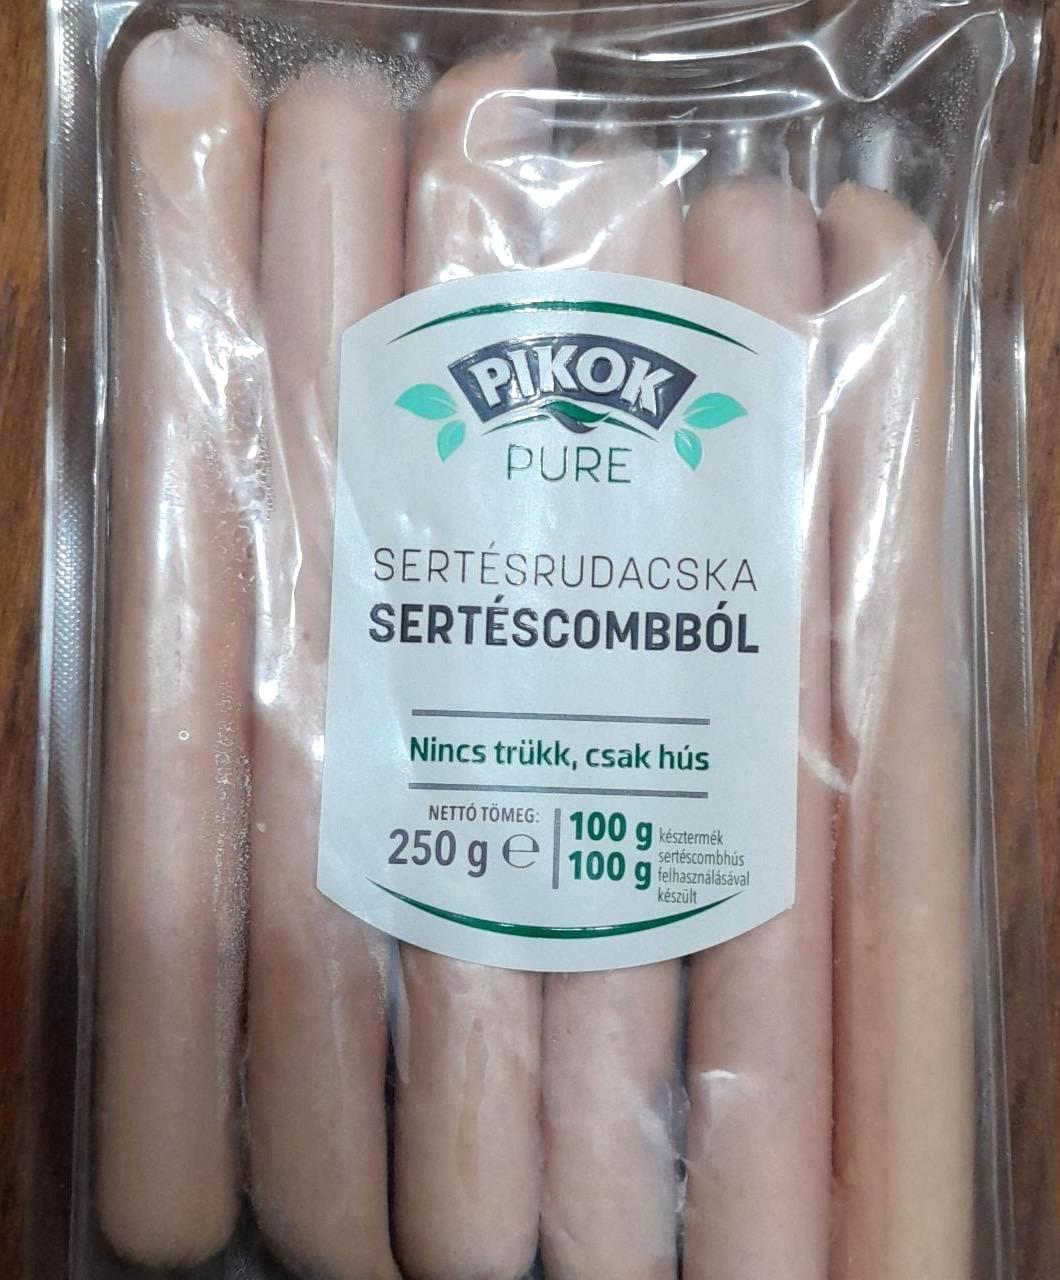 PIKOK
PURE
SERTÉSRUDACSKA
SERTÉSCOMBBÓL
Nincs trükk, csak hús
NETTÓ TÖMEG:
250 g ℮
100 g késztermék
100 g sertéscombhús
felhasználásával
készült